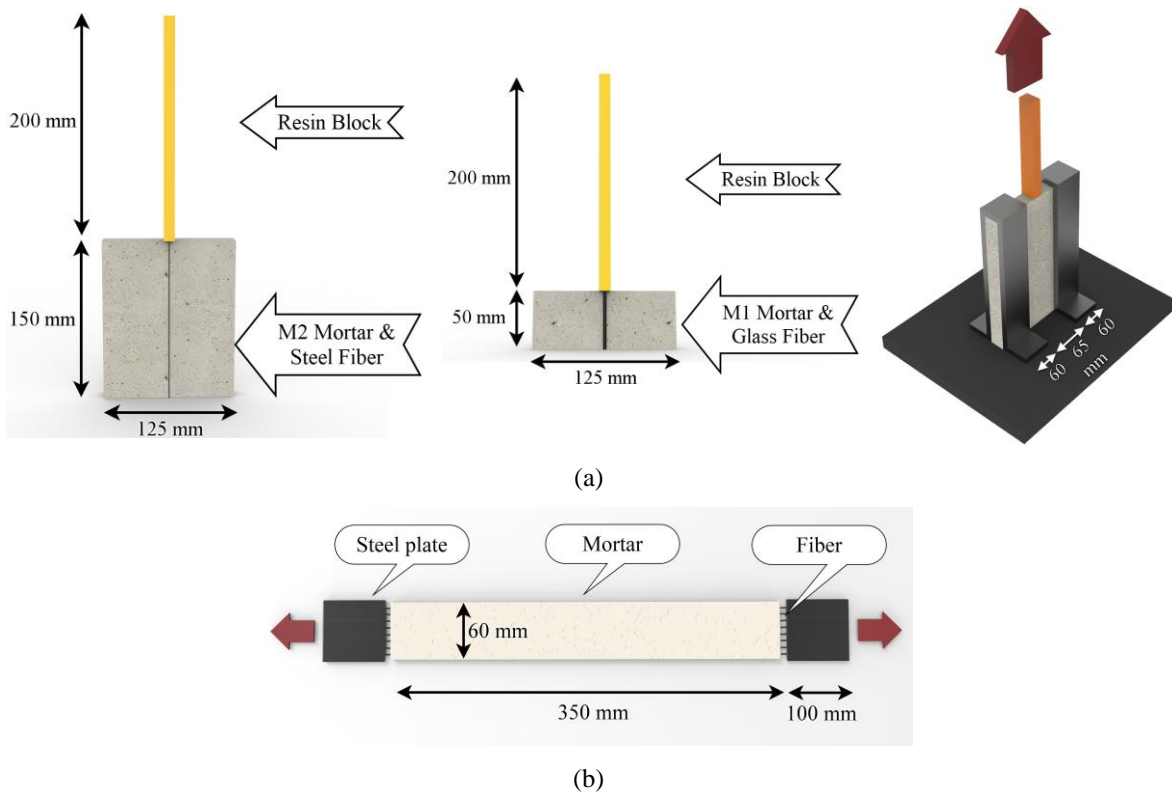 200 mm
Resin Block
150 mm
M2 Mortar &
Steel Fiber
125 mm
200 mm
Resin Block
50 mm
M1 Mortar &
Glass Fiber
125 mm
60
65
60
mm
(a)
Steel plate
Mortar
Fiber
60 mm
350 mm
100 mm
(b)